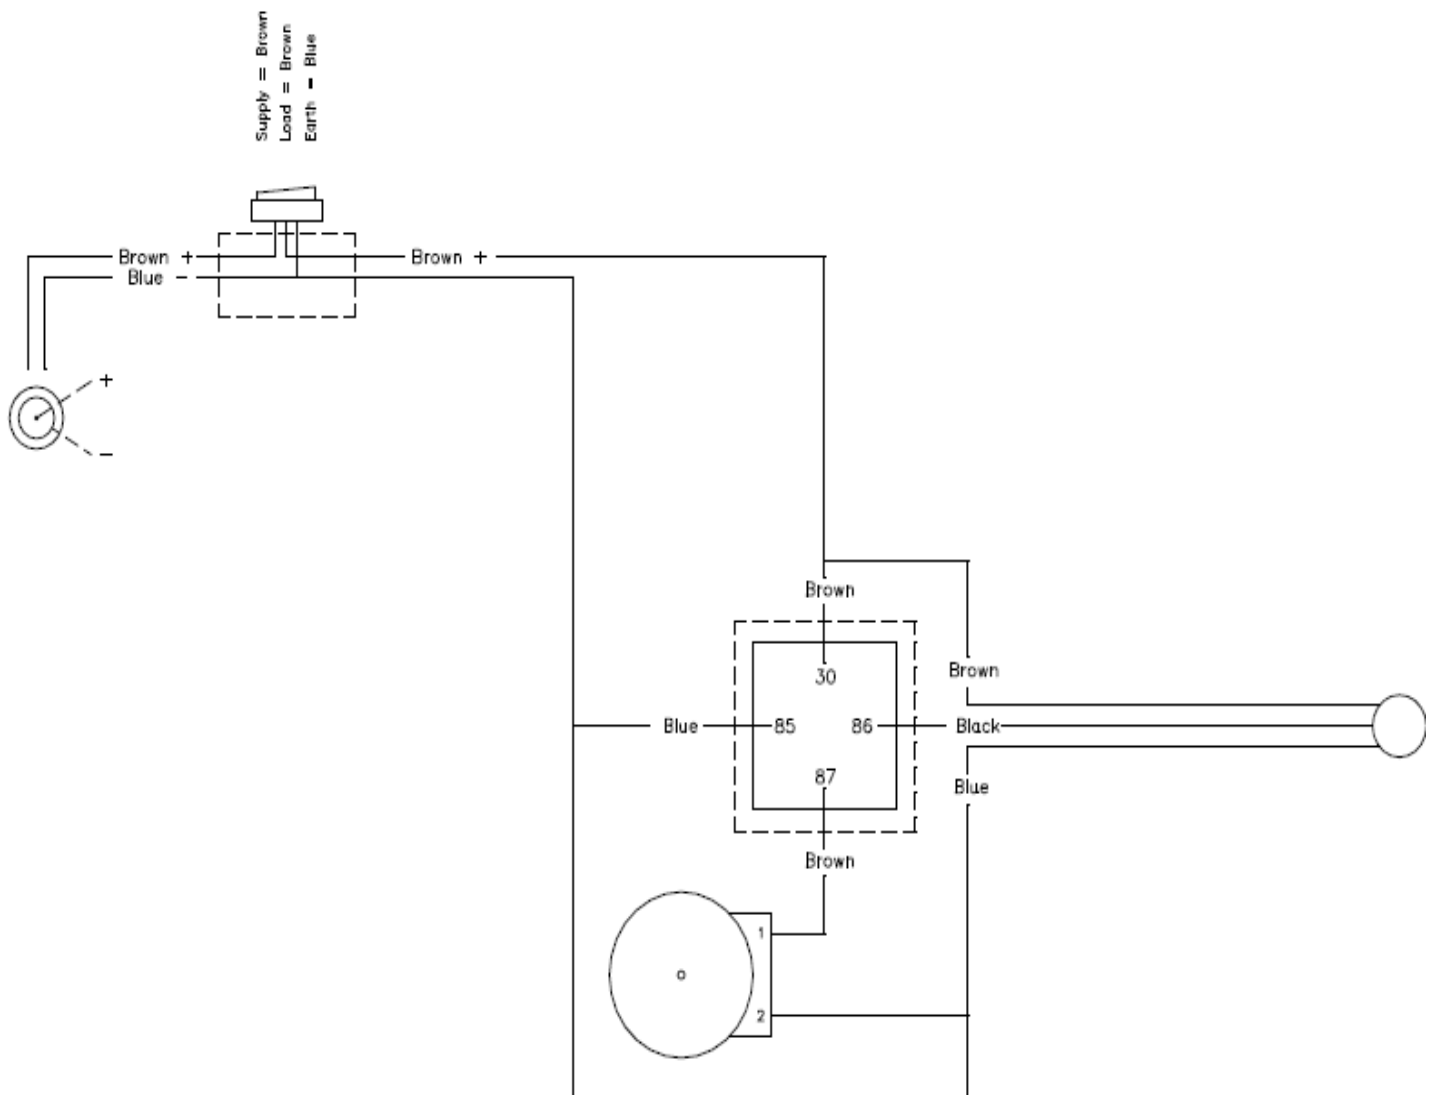 Supply = Brown
Load = Brown
Earth - Blue
Brown +
Brown +
Blue -
+
-
Brown
30
Brown
Blue
85
86
Black
87
Blue
Brown
1
2